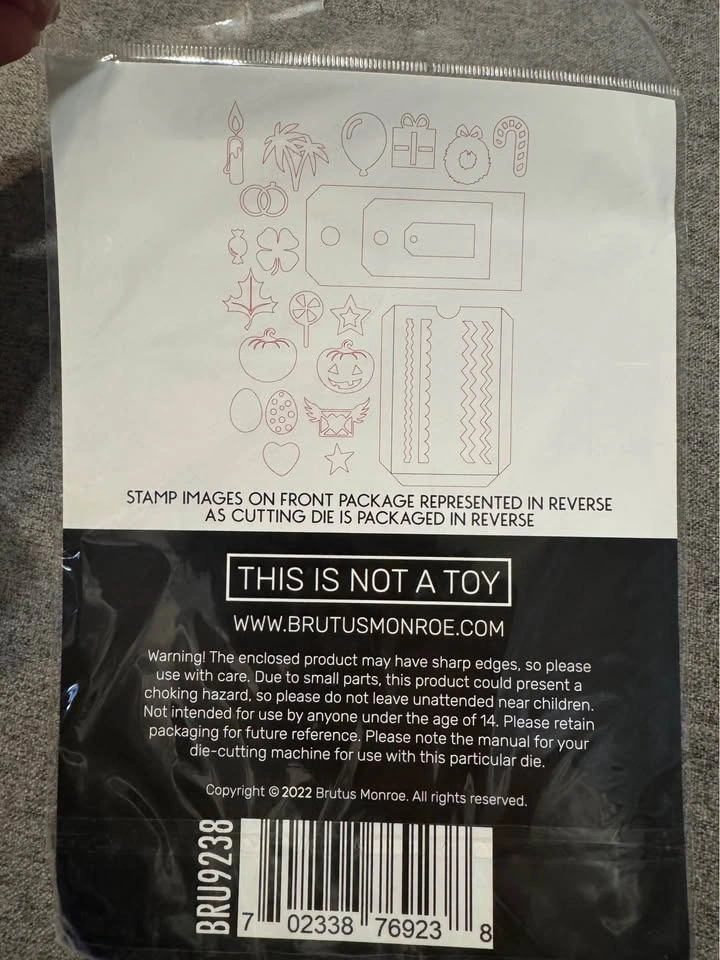 STAMP IMAGES ON FRONT PACKAGE REPRESENTED IN REVERSE
AS CUTTING DIE IS PACKAGED IN REVERSE
THIS IS NOT A TOY
WWW.BRUTUSMONROE.COM
Warning! The enclosed product may have sharp edges, so please
use with care. Due to small parts, this product could present a
choking hazard, so please do not leave unattended near children.
Not intended for use by anyone under the age of 14. Please retain
packaging for future reference. Please note the manual for your
die-cutting machine for use with this particular die.
Copyright © 2022 Brutus Monroe. All rights reserved.
BRU9238
7 02338 76923 8